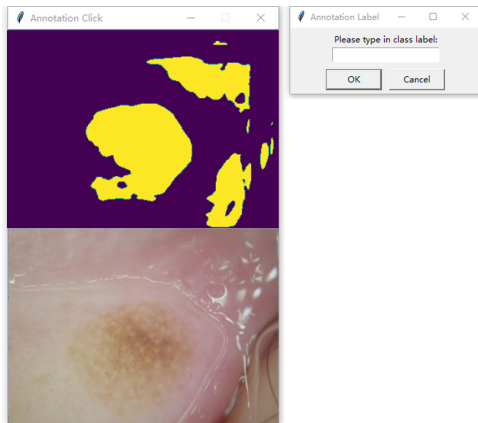 Annotation Click
Annotation Label
Please type in class label:
OK
Cancel